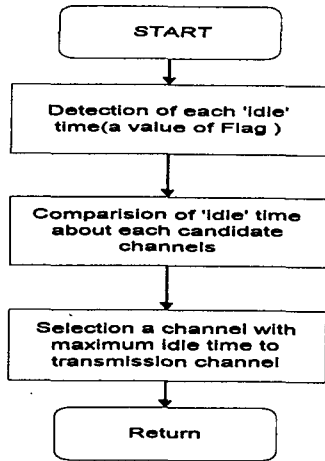 START
Detection of each 'idle'
time(a value of Flag )
Comparision of 'idle' time
about each candidate
channels
Selection a channel with
maximum idle time to
transmission channel
Return